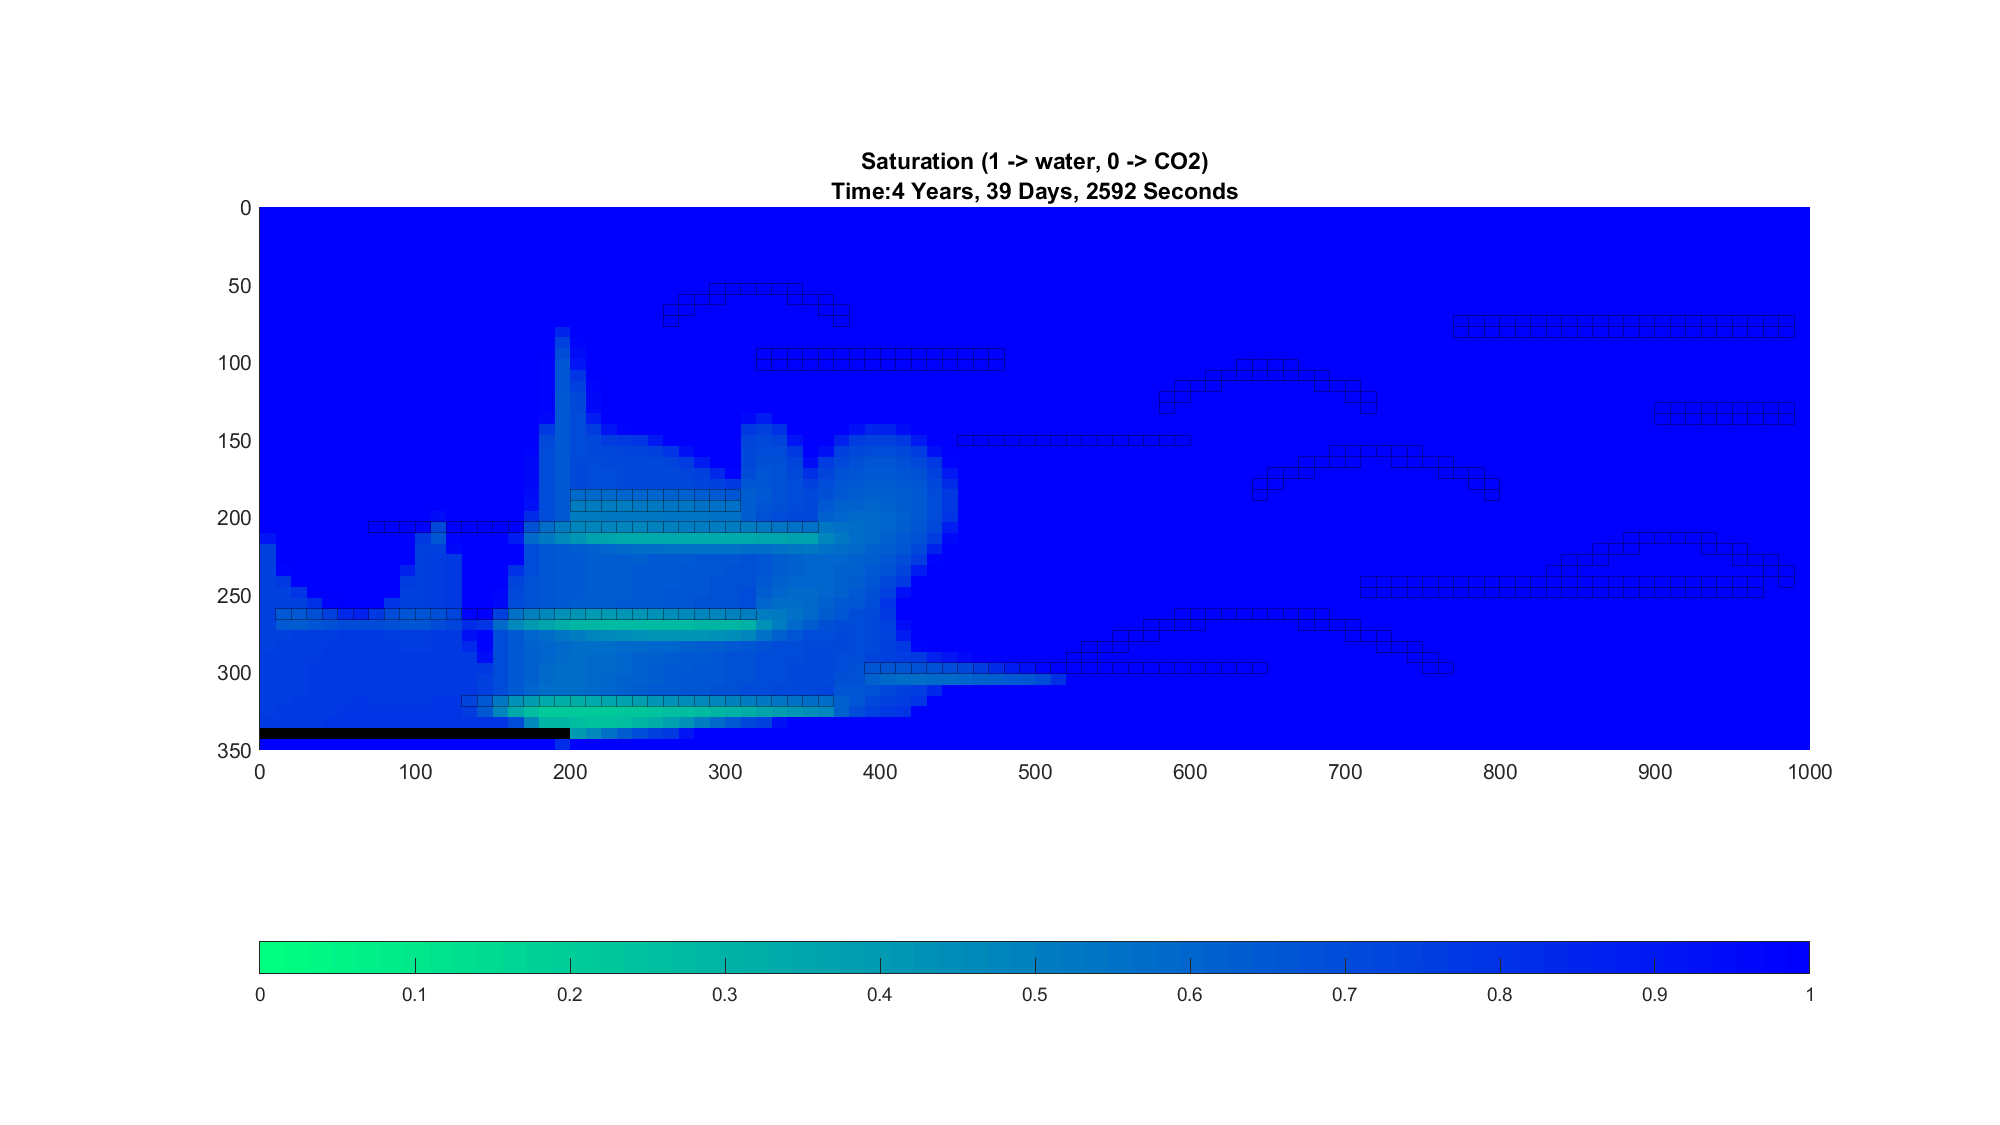 Saturation (1 -> water, 0 -> CO2)
Time:4 Years, 39 Days, 2592 Seconds
0
50
100
150
200
250
300
350
0 100 200 300 400 500 600 700 800 900 1000
0 0.1 0.2 0.3 0.4 0.5 0.6 0.7 0.8 0.9 1